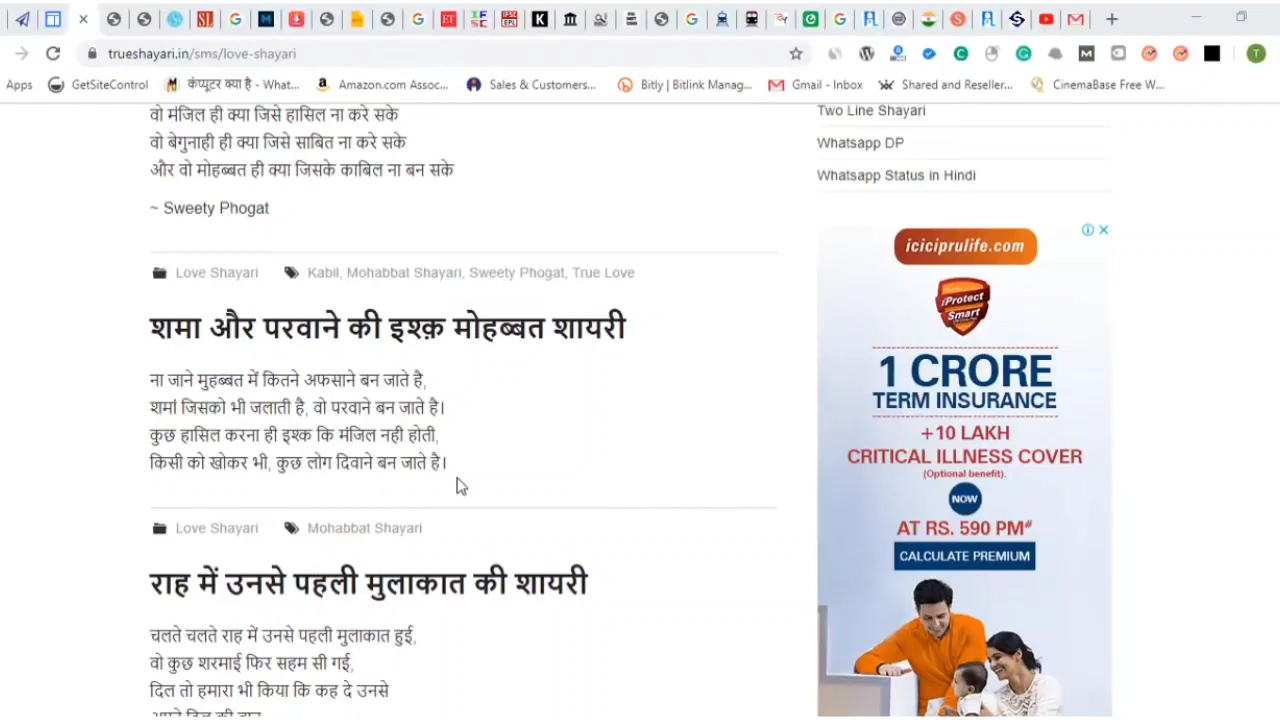 trueshayari.in/sms/love-shayari
Apps GetSiteControl कंप्यूटर क्या है - What... Amazon.com Assoc... Sales & Customers... Bitly | Bitlink Manag... Gmail - Inbox Shared and Reseller... CinemaBase Free W...
वो मंजिल ही क्या जिसे हासिल ना करे सके
वो बेगुनाही ही क्या जिसे साबित ना करे सके
और वो मोहब्बत ही क्या जिसके काबिल ना बन सके
~ Sweety Phogat
Love Shayari Kabil, Mohabbat Shayari, Sweety Phogat, True Love
शमा और परवाने की इश्क़ मोहब्बत शायरी
ना जाने मुहब्बत में कितने अफसाने बन जाते है,
शमां जिसको भी जलाती है, वो परवाने बन जाते है।
कुछ हासिल करना ही इश्क कि मंजिल नही होती,
किसी को खोकर भी, कुछ लोग दिवाने बन जाते है।
Love Shayari Mohabbat Shayari
राह में उनसे पहली मुलाकात की शायरी
चलते चलते राह में उनसे पहली मुलाकात हुई,
वो कुछ शरमाई फिर सहम सी गई,
दिल तो हमारा भी किया कि कह दे उनसे
Two Line Shayari
Whatsapp DP
Whatsapp Status in Hindi
iciciprulife.com
iProtect
Smart
1 CRORE
TERM INSURANCE
+10 LAKH
CRITICAL ILLNESS COVER
(Optional benefit).
NOW
AT RS. 590 PM#
CALCULATE PREMIUM